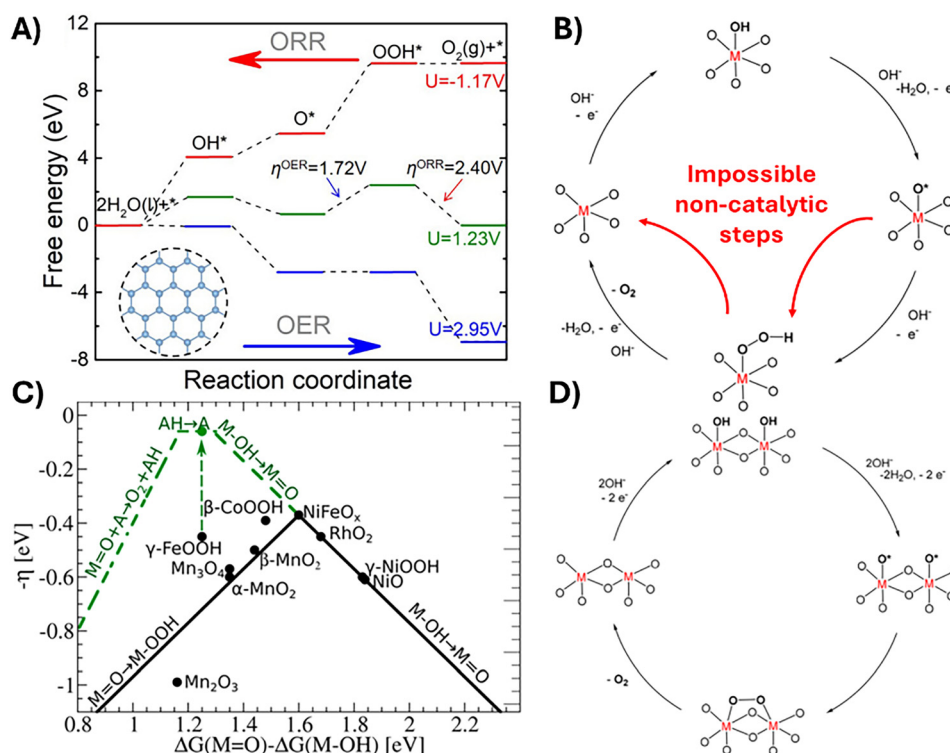 A)
ORR
OOH*
O₂(g)+*
U=-1.17V
OH*
O*
η^OER=1.72V
η^ORR=2.40V
2H₂O(l)+*
U=1.23V
U=2.95V
OER
12
8
4
0
-4
-8
Free energy (eV)
Reaction coordinate
B)
OH
O
O
O
O
O
M
OH⁻
- e⁻
OH⁻
-H₂O, - e⁻
O
O
O
O
O
M
Impossible
non-catalytic
steps
O*
O
O
O
O
O
M
- O₂
-H₂O, - e⁻
OH⁻
OH⁻
- e⁻
O
O
H
O
O
O
O
O
M
C)
0
-0.2
-0.4
-0.6
-0.8
-1
-η [eV]
AH→A
M-OH→M=O
M=O+A→O₂+AH
β-CoOOH
NiFeOₓ
γ-FeOOH
RhO₂
Mn₃O₄
β-MnO₂
γ-NiOOH
α-MnO₂
NiO
M=O→M-OOH
M-OH→M=O
Mn₂O₃
0.8 1 1.2 1.4 1.6 1.8 2 2.2
ΔG(M=O)-ΔG(M-OH) [eV]
D)
OH OH
O
O
O
O
O
O
O
O
M M
2OH⁻
- 2 e⁻
2OH⁻
-2H₂O, - 2 e⁻
O
O
O
O
O
O
O
O
M M
O* O*
O
O
O
O
O
O
O
O
M M
- O₂
O O
O
O
O
O
O
O
O
O
M M